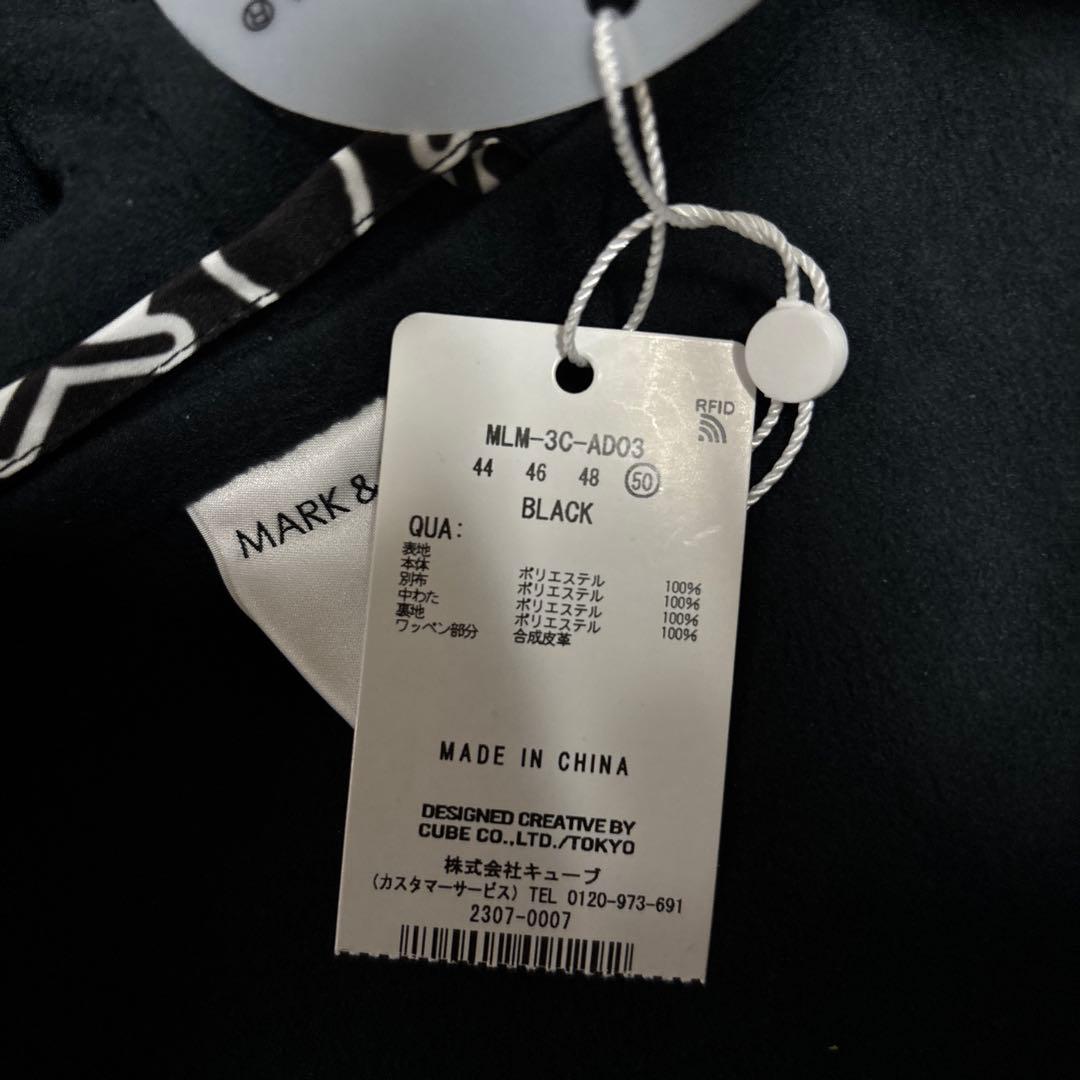 RFID
MLM-3C-AD03
44 46 48 50
BLACK
QUA:
表地
本体 ポリエステル 100%
別布 ポリエステル 100%
中わた ポリエステル 100%
裏地 ポリエステル 100%
ワッペン部分 合成皮革
MADE IN CHINA
DESIGNED CREATIVE BY
CUBE CO.,LTD./TOKYO
株式会社キューブ
(カスタマーサービス) TEL 0120-973-691
2307-0007
MARK &